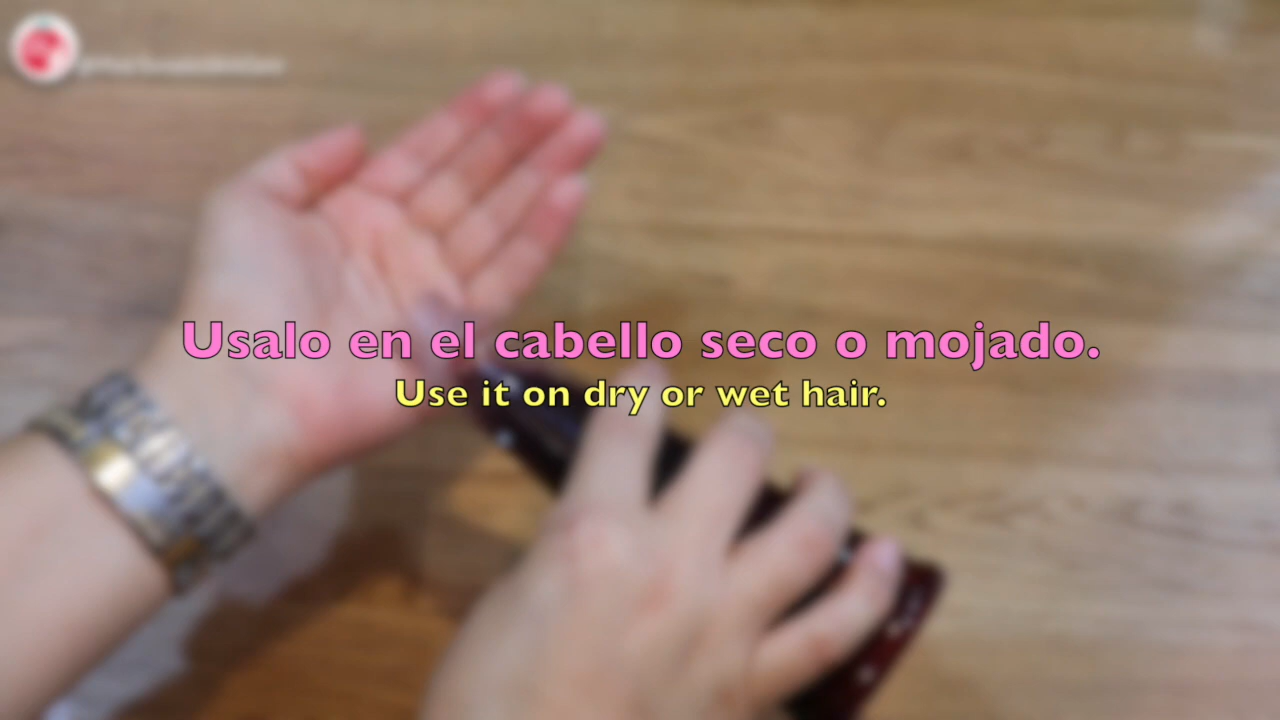 Usalo en el cabello seco o mojado.
Use it on dry or wet hair.